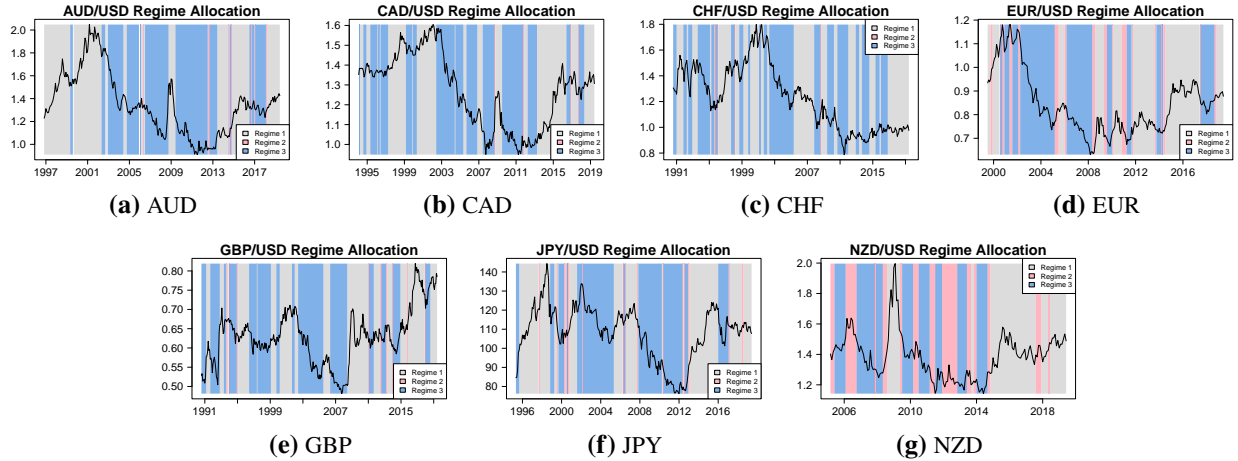 AUD/USD Regime Allocation
2.0
1.8
1.6
1.4
1.2
1.0
Regime 1
Regime 2
Regime 3
1997 2001 2005 2009 2013 2017
(a) AUD
CAD/USD Regime Allocation
1.6
1.5
1.4
1.3
1.2
1.1
1.0
Regime 1
Regime 2
Regime 3
1995 1999 2003 2007 2011 2015 2019
(b) CAD
CHF/USD Regime Allocation
1.8
1.6
1.4
1.2
1.0
0.8
Regime 1
Regime 2
Regime 3
1991 1999 2007 2015
(c) CHF
EUR/USD Regime Allocation
1.2
1.1
1.0
0.9
0.8
0.7
Regime 1
Regime 2
Regime 3
2000 2004 2008 2012 2016
(d) EUR
GBP/USD Regime Allocation
0.80
0.75
0.70
0.65
0.60
0.55
0.50
Regime 1
Regime 2
Regime 3
1991 1999 2007 2015
(e) GBP
JPY/USD Regime Allocation
140
130
120
110
100
90
80
Regime 1
Regime 2
Regime 3
1996 2000 2004 2008 2012 2016
(f) JPY
NZD/USD Regime Allocation
2.0
1.8
1.6
1.4
1.2
Regime 1
Regime 2
Regime 3
2006 2010 2014 2018
(g) NZD